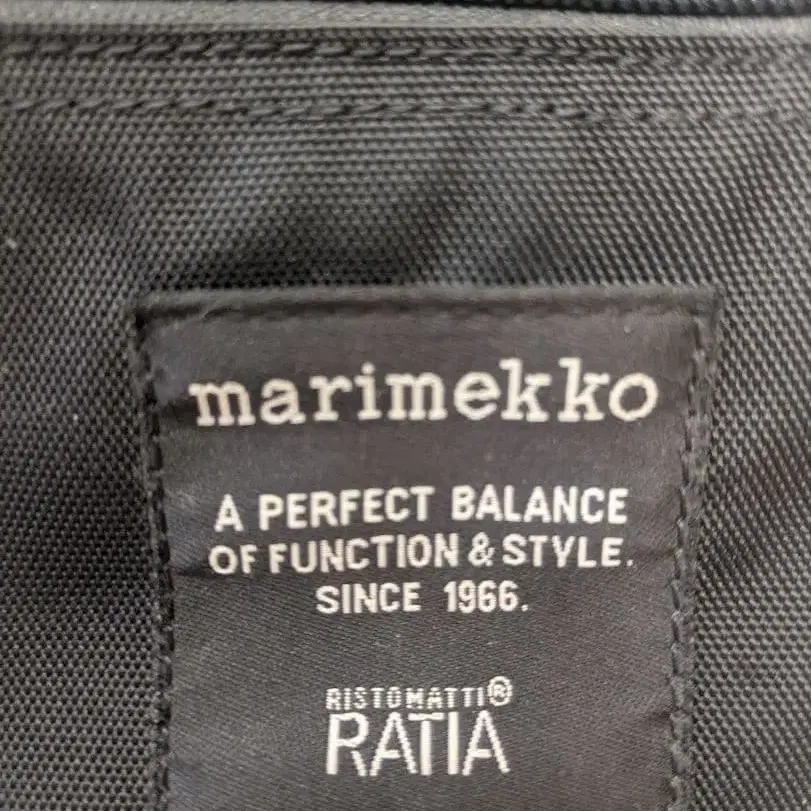 marimekko
A PERFECT BALANCE
OF FUNCTION & STYLE.
SINCE 1966.
RISTOMATTI®
RATIA